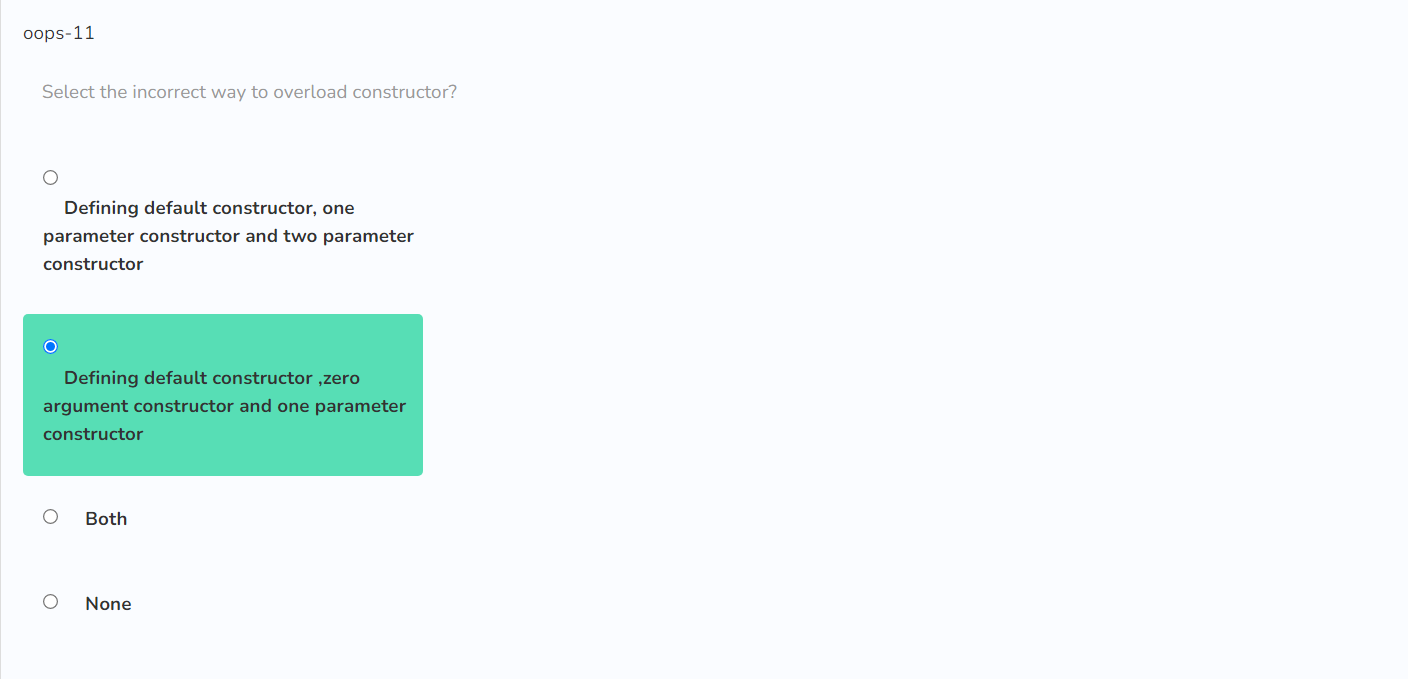 oops-11
Select the incorrect way to overload constructor?
Defining default constructor, one
parameter constructor and two parameter
constructor
Defining default constructor ,zero
argument constructor and one parameter
constructor
Both
None